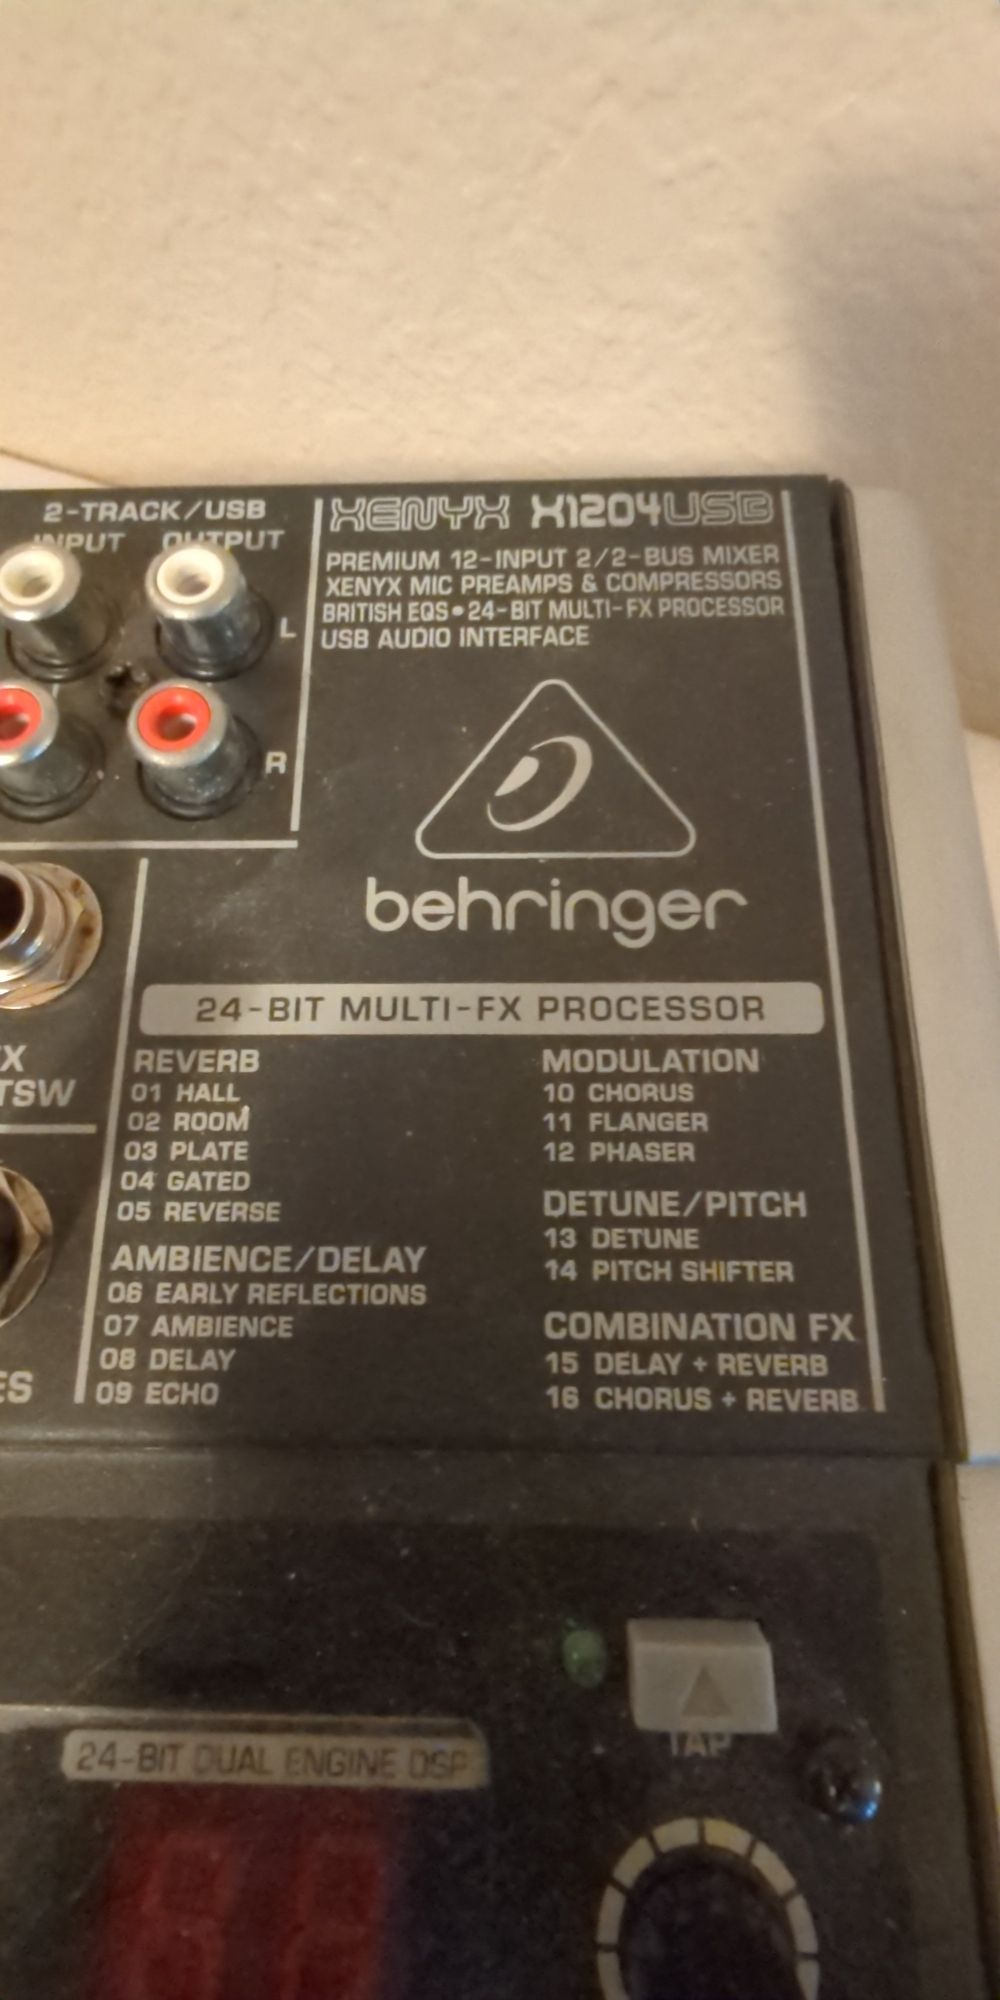 2-TRACK/USB
INPUT OUTPUT
L
R
XENYX X1204USB
PREMIUM 12-INPUT 2/2-BUS MIXER
XENYX MIC PREAMPS & COMPRESSORS
BRITISH EQS • 24-BIT MULTI-FX PROCESSOR
USB AUDIO INTERFACE
behringer
X
TSW
ES
24-BIT MULTI-FX PROCESSOR
REVERB
01 HALL
02 ROOM
03 PLATE
04 GATED
05 REVERSE
AMBIENCE/DELAY
06 EARLY REFLECTIONS
07 AMBIENCE
08 DELAY
09 ECHO
MODULATION
10 CHORUS
11 FLANGER
12 PHASER
DETUNE/PITCH
13 DETUNE
14 PITCH SHIFTER
COMBINATION FX
15 DELAY + REVERB
16 CHORUS + REVERB
TAP
24-BIT DUAL ENGINE DSP